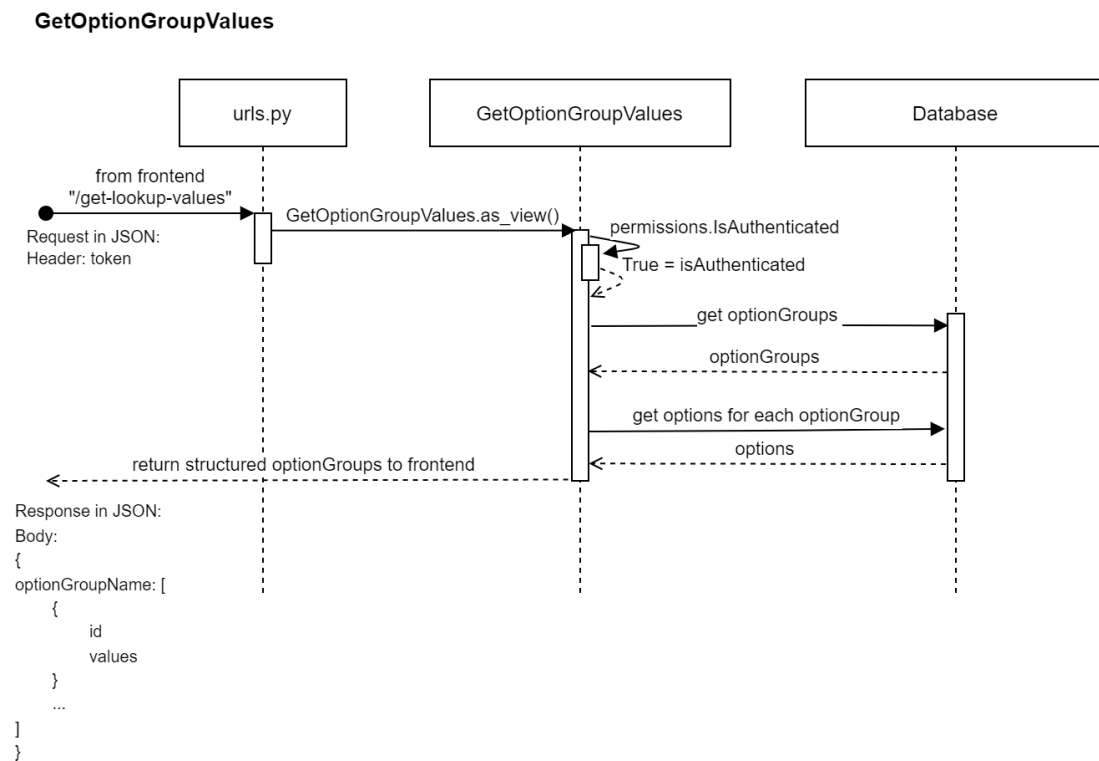 GetOptionGroupValues
urls.py
GetOptionGroupValues
Database
from frontend
"/get-lookup-values"
GetOptionGroupValues.as_view()
permissions.IsAuthenticated
Request in JSON:
Header: token
True = isAuthenticated
get optionGroups
optionGroups
get options for each optionGroup
options
return structured optionGroups to frontend
Response in JSON:
Body:
{
optionGroupName: [
{
id
values
}
...
]
}